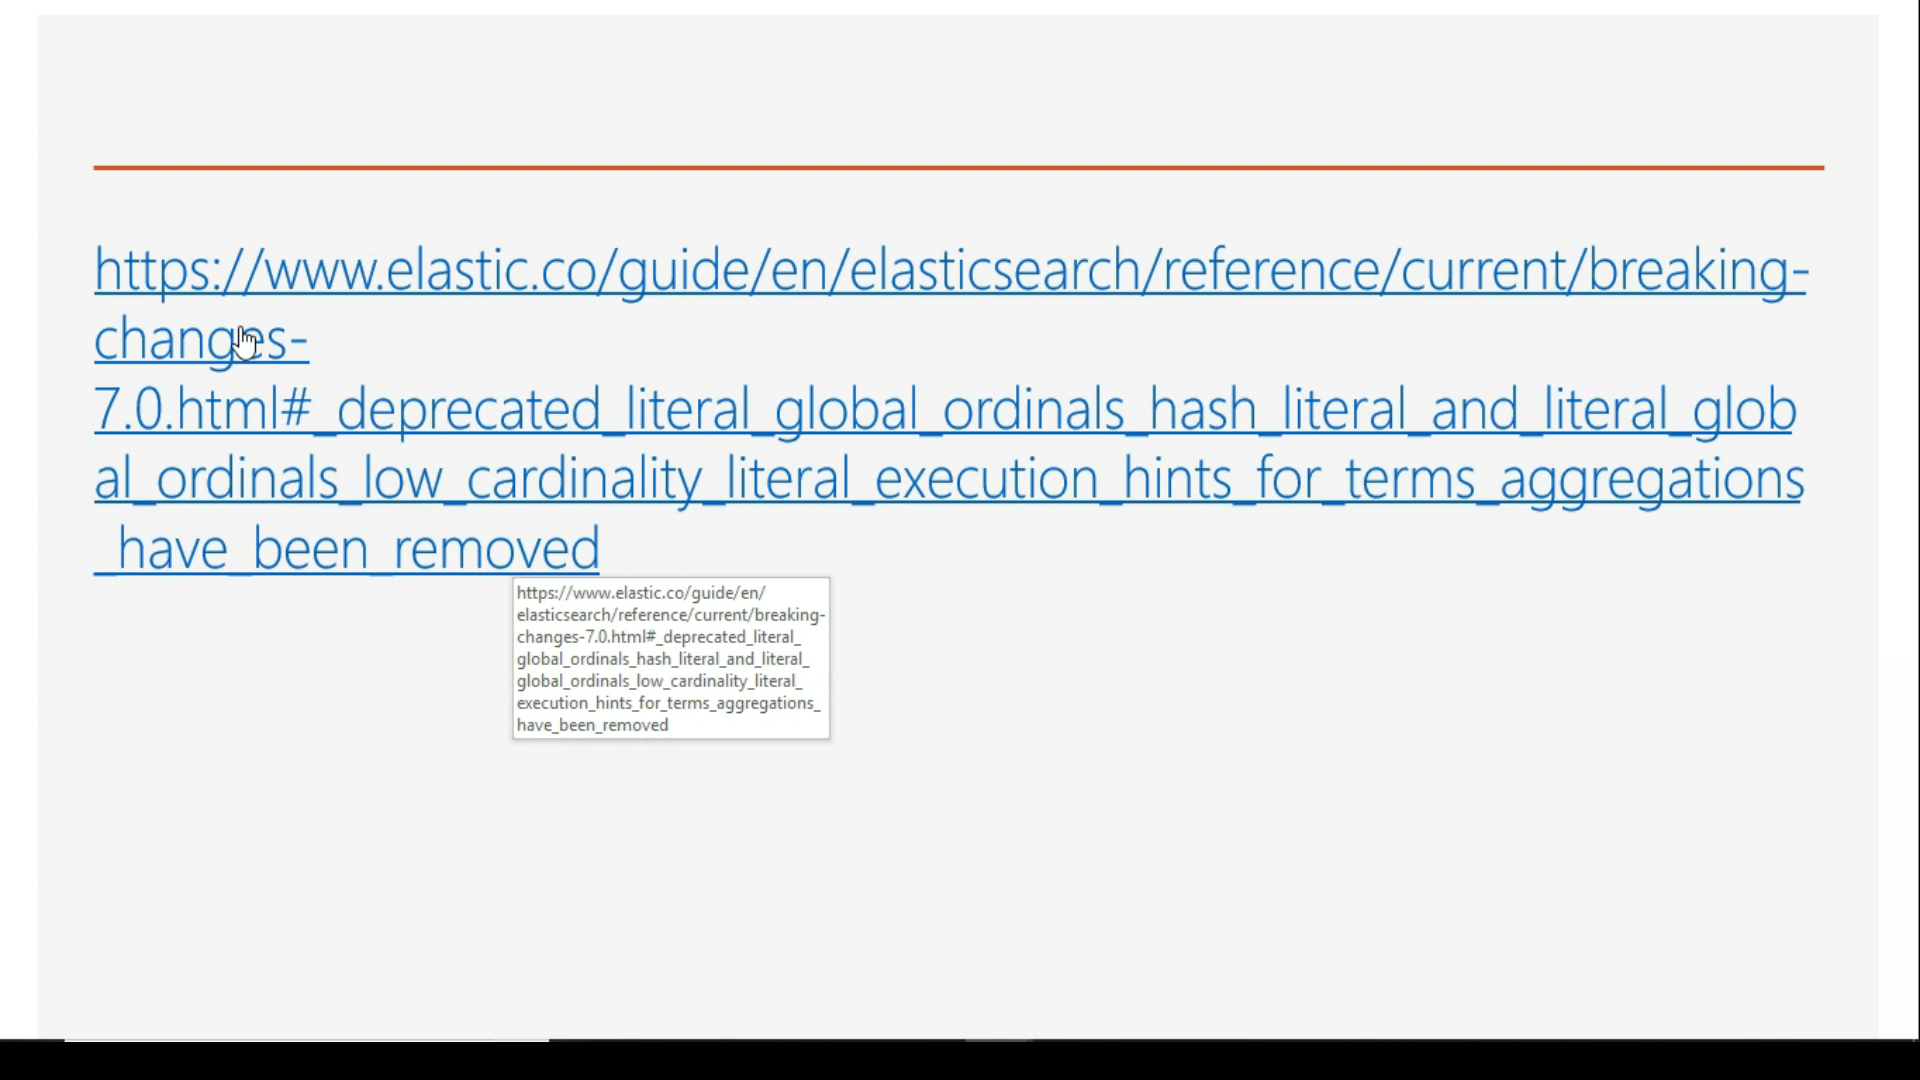 https://www.elastic.co/guide/en/elasticsearch/reference/current/breaking-
changes-
7.0.html#_deprecated_literal_global_ordinals_hash_literal_and_literal_glob
al_ordinals_low_cardinality_literal_execution_hints_for_terms_aggregations
_have_been_removed
https://www.elastic.co/guide/en/
elasticsearch/reference/current/breaking-
changes-7.0.html#_deprecated_literal_
global_ordinals_hash_literal_and_literal_
global_ordinals_low_cardinality_literal_
execution_hints_for_terms_aggregations_
have_been_removed